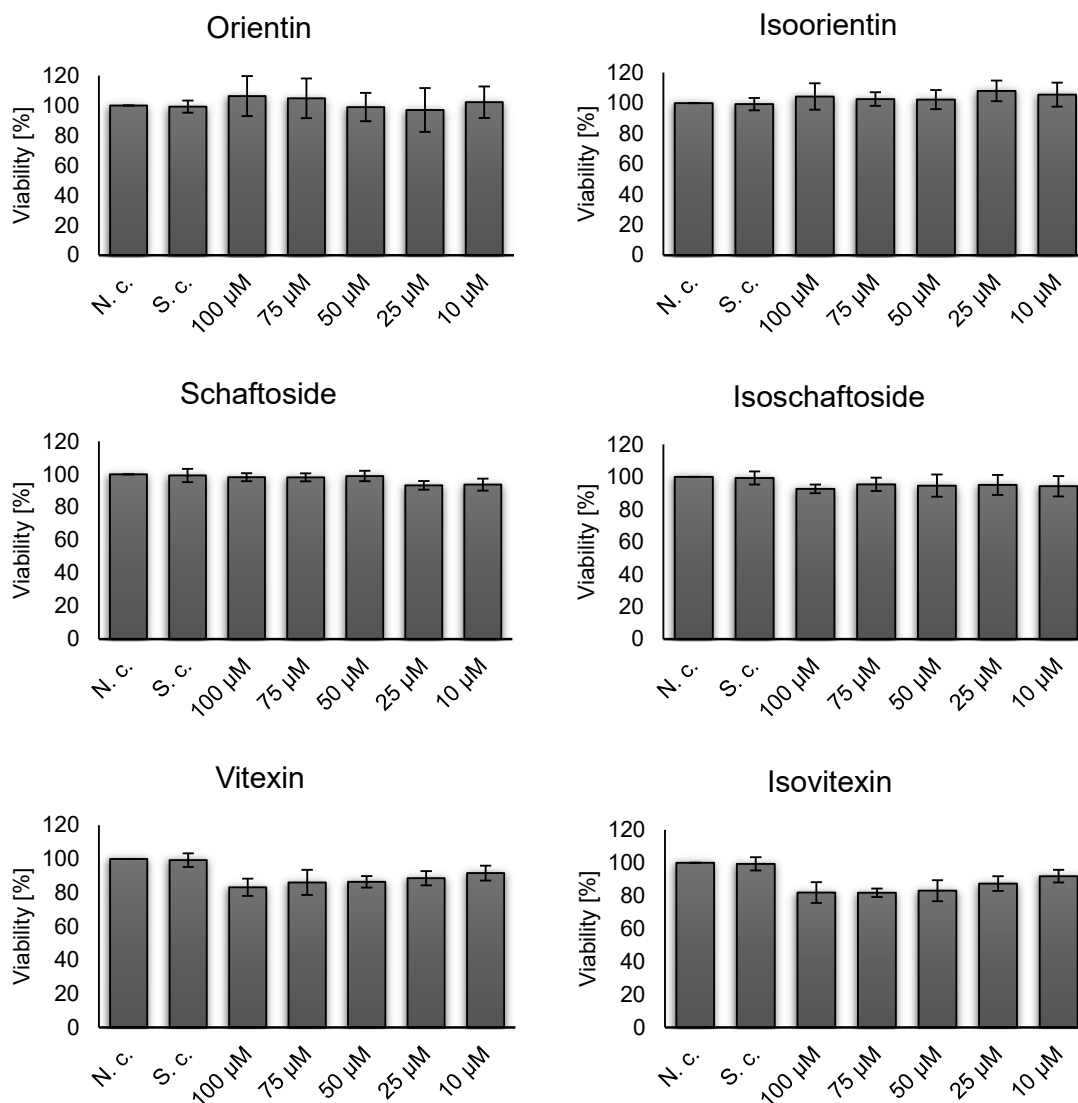 Orientin
Viability [%]
120
100
80
60
40
20
0
N. c.
S. c.
100 µM
75 µM
50 µM
25 µM
10 µM
Isoorientin
Viability [%]
120
100
80
60
40
20
0
N. c.
S. c.
100 µM
75 µM
50 µM
25 µM
10 µM
Schaftoside
Viability [%]
120
100
80
60
40
20
0
N. c.
S. c.
100 µM
75 µM
50 µM
25 µM
10 µM
Isoschaftoside
Viability [%]
120
100
80
60
40
20
0
N. c.
S. c.
100 µM
75 µM
50 µM
25 µM
10 µM
Vitexin
Viability [%]
120
100
80
60
40
20
0
N. c.
S. c.
100 µM
75 µM
50 µM
25 µM
10 µM
Isovitexin
Viability [%]
120
100
80
60
40
20
0
N. c.
S. c.
100 µM
75 µM
50 µM
25 µM
10 µM